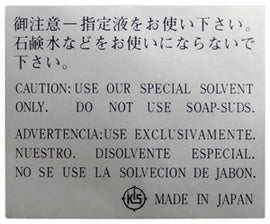 御注意－指定液をお使い下さい。
石鹸水などをお使いにならないで
下さい。
CAUTION: USE OUR SPECIAL SOLVENT
ONLY. DO NOT USE SOAP-SUDS.
ADVERTENCIA: USE EXCLUSIVAMENTE.
NUESTRO. DISOLVENTE ESPECIAL.
NO SE USE LA SOLVECION DE JABON.
KLS MADE IN JAPAN